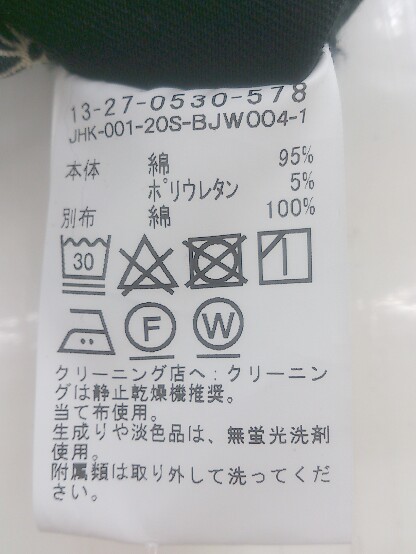 13-27-0530-578
JHK-001-20S-BJW004-1
本体 綿 95%
ポリウレタン 5%
別布 綿 100%
30
F W
クリーニング店へ:クリーニン
グは静止乾燥機推奨。
当て布使用。
生成りや淡色品は、無蛍光洗剤
使用。
附属類は取り外して洗ってくだ
さい。